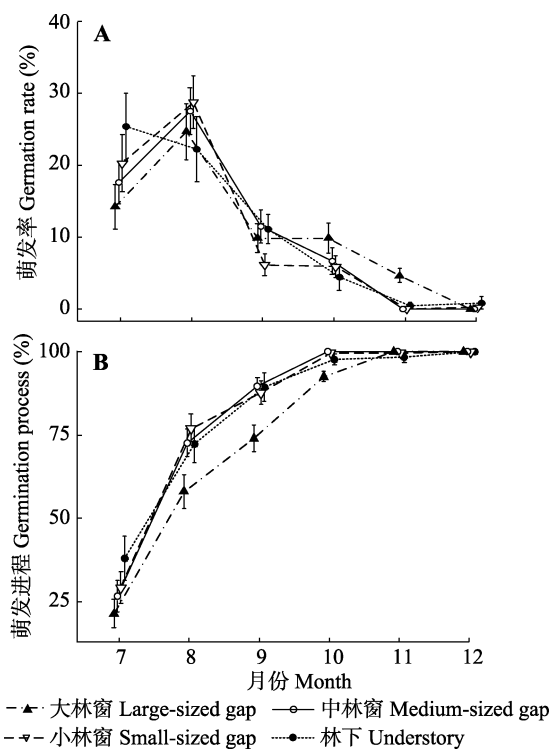 A
40
30
20
10
0
萌发率 Germation rate (%)
B
100
75
50
25
萌发进程 Germination process (%)
7 8 9 10 11 12
月份 Month
大林窗 Large-sized gap 中林窗 Medium-sized gap
小林窗 Small-sized gap 林下 Understory